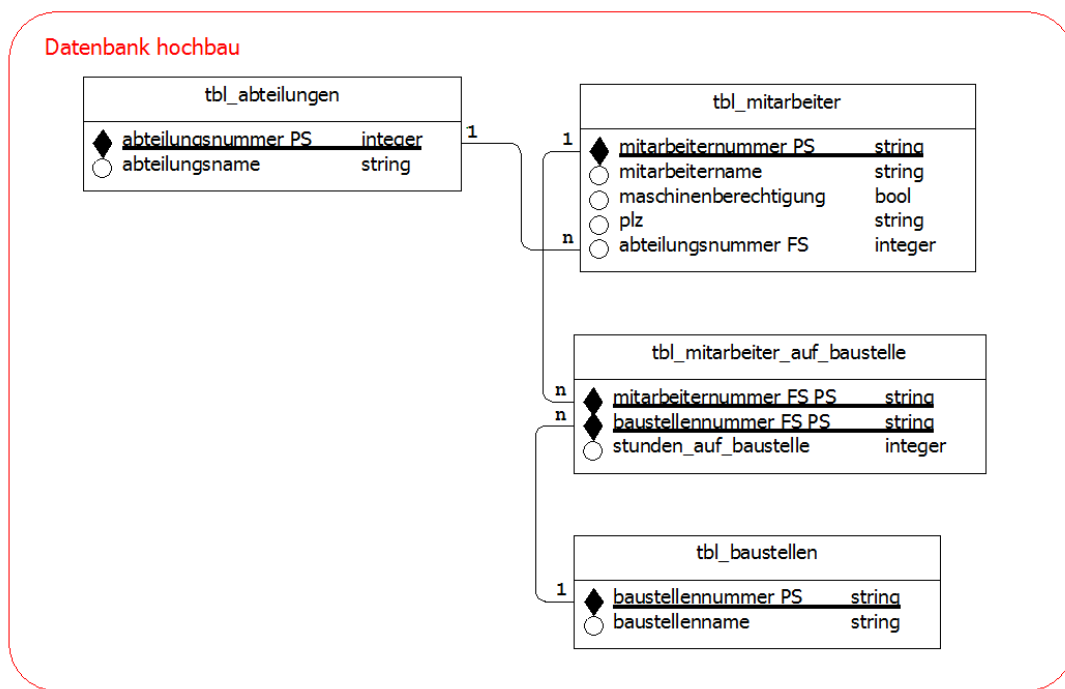 Datenbank hochbau
tbl_abteilungen
abteilungsnummer PS integer
abteilungsname string
1
n
tbl_mitarbeiter
1
mitarbeiternummer PS string
mitarbeitername string
maschinenberechtigung bool
plz string
abteilungsnummer FS integer
tbl_mitarbeiter_auf_baustelle
n
mitarbeiternummer FS PS string
n
baustellennummer FS PS string
stunden_auf_baustelle integer
tbl_baustellen
1
baustellennummer PS string
baustellenname string